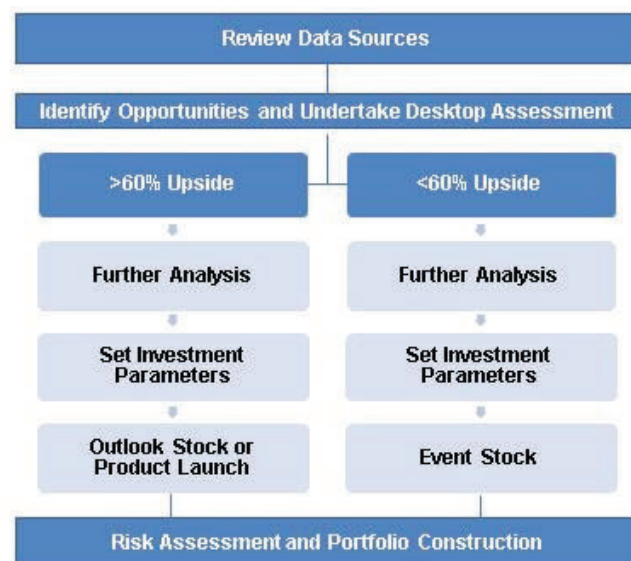 Review Data Sources
Identify Opportunities and Undertake Desktop Assessment
>60% Upside
<60% Upside
Further Analysis
Further Analysis
Set Investment
Parameters
Set Investment
Parameters
Outlook Stock or
Product Launch
Event Stock
Risk Assessment and Portfolio Construction